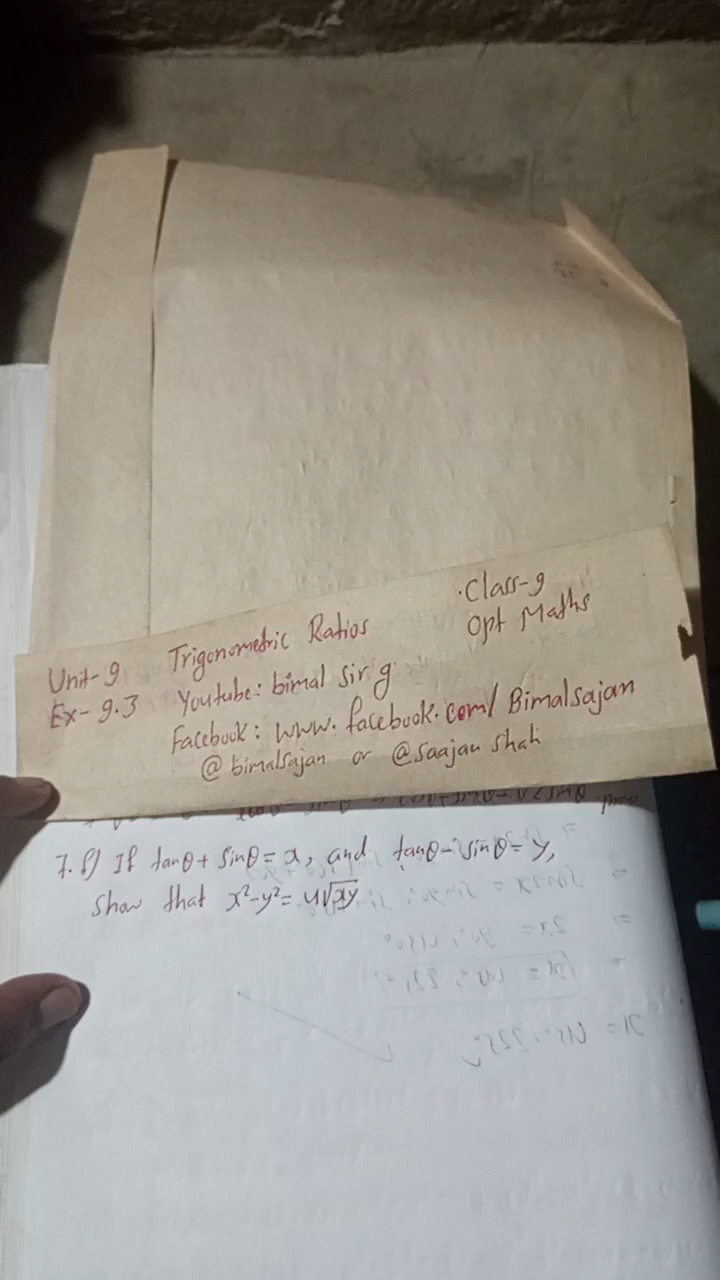 Class-9
Opt Maths
Unit-9 Trigonometric Ratios
Ex-9.3 Youtube: bimal sir g
Facebook: www.facebook.com/Bimalsajan
@bimalsajan or @saajan shah
7. f) If tanθ + sinθ = x, and tanθ - sinθ = y,
show that x²-y² = 4√xy